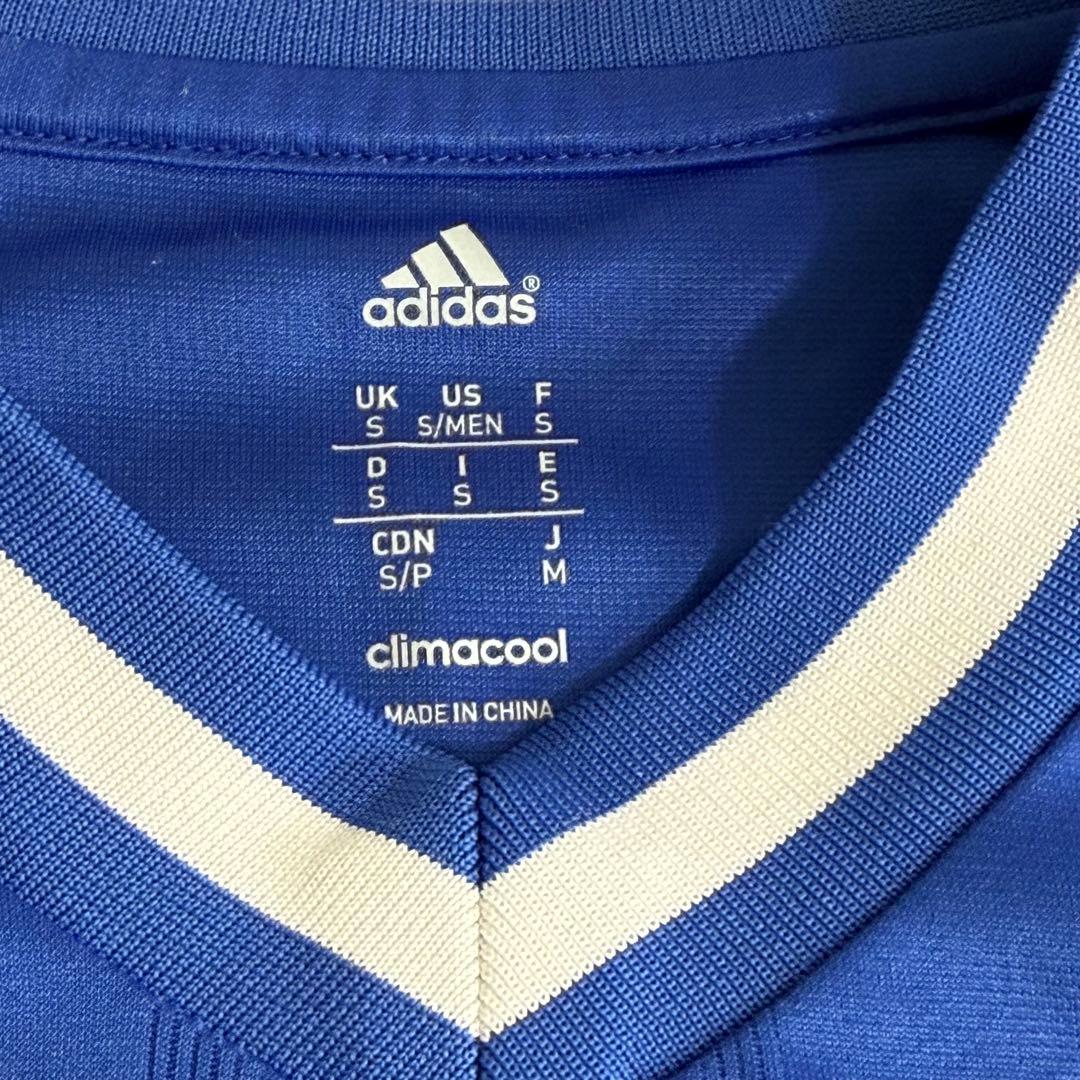 adidas®
UK US F
S S/MEN S
D I E
S S S
CDN J
S/P M
climacool
MADE IN CHINA